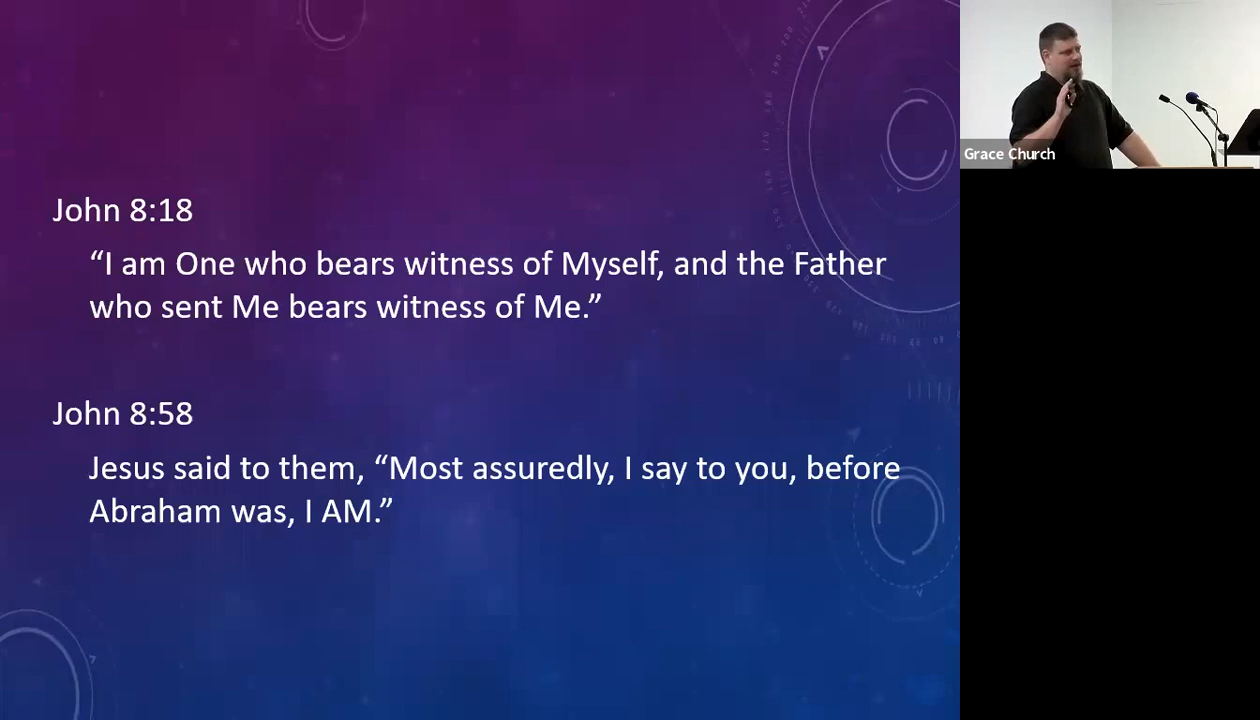 John 8:18
“I am One who bears witness of Myself, and the Father
who sent Me bears witness of Me.”
John 8:58
Jesus said to them, “Most assuredly, I say to you, before
Abraham was, I AM.”
Grace Church